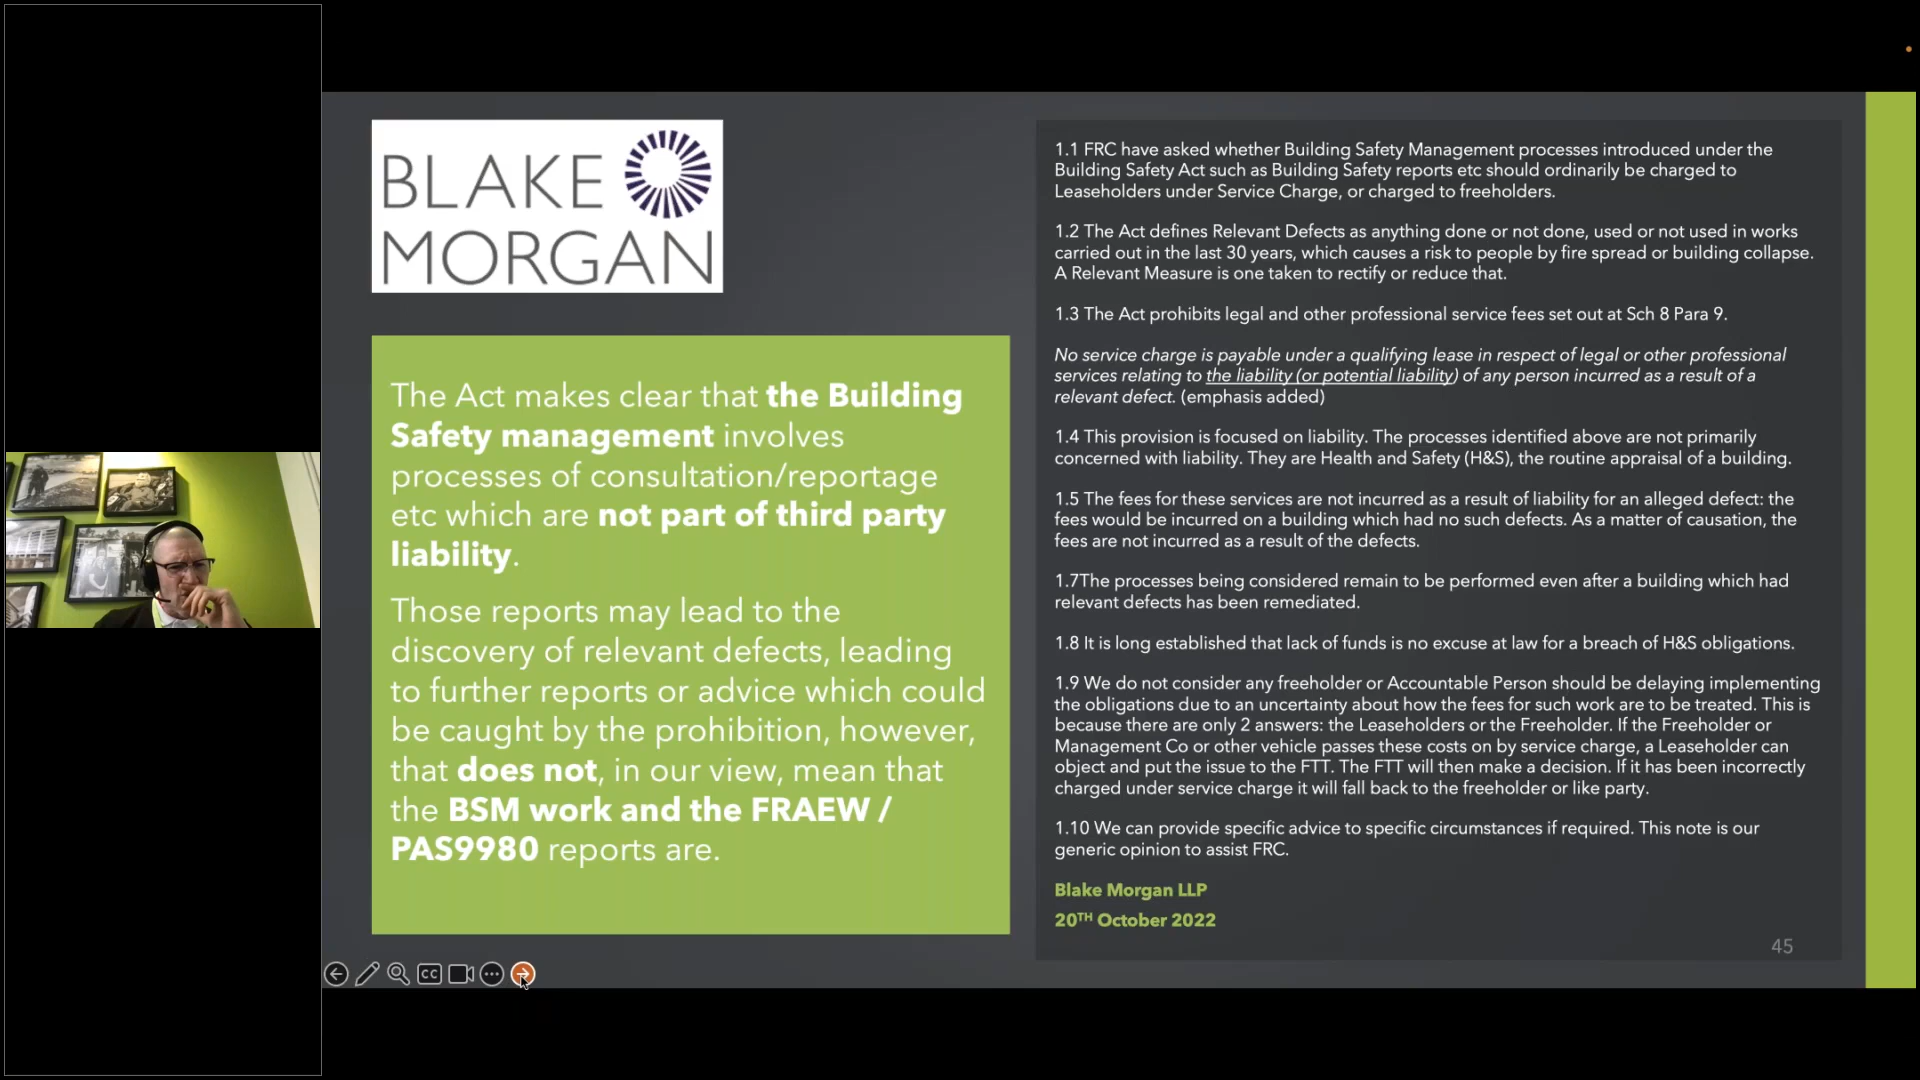 BLAKE
MORGAN
The Act makes clear that the Building
Safety management involves
processes of consultation/reportage
etc which are not part of third party
liability.
Those reports may lead to the
discovery of relevant defects, leading
to further reports or advice which could
be caught by the prohibition, however,
that does not, in our view, mean that
the BSM work and the FRAEW /
PAS9980 reports are.
1.1 FRC have asked whether Building Safety Management processes introduced under the
Building Safety Act such as Building Safety reports etc should ordinarily be charged to
Leaseholders under Service Charge, or charged to freeholders.
1.2 The Act defines Relevant Defects as anything done or not done, used or not used in works
carried out in the last 30 years, which causes a risk to people by fire spread or building collapse.
A Relevant Measure is one taken to rectify or reduce that.
1.3 The Act prohibits legal and other professional service fees set out at Sch 8 Para 9.
No service charge is payable under a qualifying lease in respect of legal or other professional
services relating to the liability (or potential liability) of any person incurred as a result of a
relevant defect. (emphasis added)
1.4 This provision is focused on liability. The processes identified above are not primarily
concerned with liability. They are Health and Safety (H&S), the routine appraisal of a building.
1.5 The fees for these services are not incurred as a result of liability for an alleged defect: the
fees would be incurred on a building which had no such defects. As a matter of causation, the
fees are not incurred as a result of the defects.
1.7The processes being considered remain to be performed even after a building which had
relevant defects has been remediated.
1.8 It is long established that lack of funds is no excuse at law for a breach of H&S obligations.
1.9 We do not consider any freeholder or Accountable Person should be delaying implementing
the obligations due to an uncertainty about how the fees for such work are to be treated. This is
because there are only 2 answers: the Leaseholders or the Freeholder. If the Freeholder or
Management Co or other vehicle passes these costs on by service charge, a Leaseholder can
object and put the issue to the FTT. The FTT will then make a decision. If it has been incorrectly
charged under service charge it will fall back to the freeholder or like party.
1.10 We can provide specific advice to specific circumstances if required. This note is our
generic opinion to assist FRC.
Blake Morgan LLP
20TH October 2022
45
CC